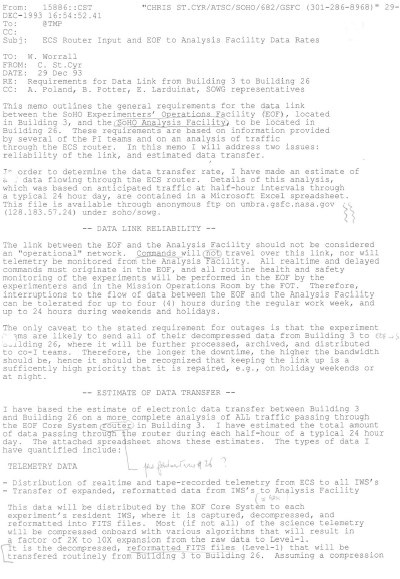 From: 15886::CST "CHRIS ST.CYR/ATSC/SOHO/682/GSFC (301-286-8968)" 29-
DEC-1993 16:54:52.41
To: @TMP
CC:
Subj: ECS Router Input and EOF to Analysis Facility Data Rates
TO: W. Worrall
FROM: C. St.Cyr
DATE: 29 Dec 93
RE: Requirements for Data Link from Building 3 to Building 26
CC: A. Poland, B. Potter, E. Larduinat, SOWG representatives
This memo outlines the general requirements for the data link
between the SoHO Experimenters' Operations Facility (EOF), located
in Building 3, and the SoHO Analysis Facility, to be located in
Building 26. These requirements are based on information provided
by several of the PI teams and on an analysis of traffic
through the ECS router. In this memo I will address two issues:
reliability of the link, and estimated data transfer.
In order to determine the data transfer rate, I have made an estimate of
data flowing through the ECS router. Details of this analysis,
which was based on anticipated traffic at half-hour intervals through
a typical 24 hour day, are contained in a Microsoft Excel spreadsheet.
This file is available through anonymous ftp on umbra.gsfc.nasa.gov
(128.183.57.24) under soho/sowg.
-- DATA LINK RELIABILITY --
The link between the EOF and the Analysis Facility should not be considered
an "operational" network. Commands will not travel over this link, nor will
telemetry be monitored from the Analysis Facility. All realtime and delayed
commands must originate in the EOF, and all routine health and safety
monitoring of the experiments will be performed in the EOF by the
experimenters and in the Mission Operations Room by the FOT. Therefore,
interruptions to the flow of data between the EOF and the Analysis Facility
can be tolerated for up to four (4) hours during the regular work week, and
up to 24 hours during weekends and holidays.
The only caveat to the stated requirement for outages is that the experiment
are likely to send all of their decompressed data from Building 3 to
Building 26, where it will be further processed, archived, and distributed
to co-I teams. Therefore, the longer the downtime, the higher the bandwidth
should be, hence it should be recognized that keeping the link up is a
sufficently high priority that it is repaired, e.g., on holiday weekends or
at night.
-- ESTIMATE OF DATA TRANSFER --
I have based the estimate of electronic data transfer between Building 3
and Building 26 on a more complete analysis of ALL traffic passing through
the EOF Core System router in Building 3. I have estimated the total amount
of data passing through the router during each half-hour of a typical 24 hour
day. The attached spreadsheet shows these estimates. The types of data I
have quantified include:
TELEMETRY DATA
- Distribution of realtime and tape-recorded telemetry from ECS to all IWS's
- Transfer of expanded, reformatted data from IWS's to Analysis Facility
This data will be distributed by the EOF Core System to each
experiment's resident IWS, where it is captured, decompressed, and
reformatted into FITS files. Most (if not all) of the science telemetry
will be compressed onboard with various algorithms that will result in
a factor of 2X to 10X expansion from the raw data to Level-1.
It is the decompressed, reformatted FITS files (Level-1) that will be
transfered routinely from Building 3 to Building 26. Assuming a compression